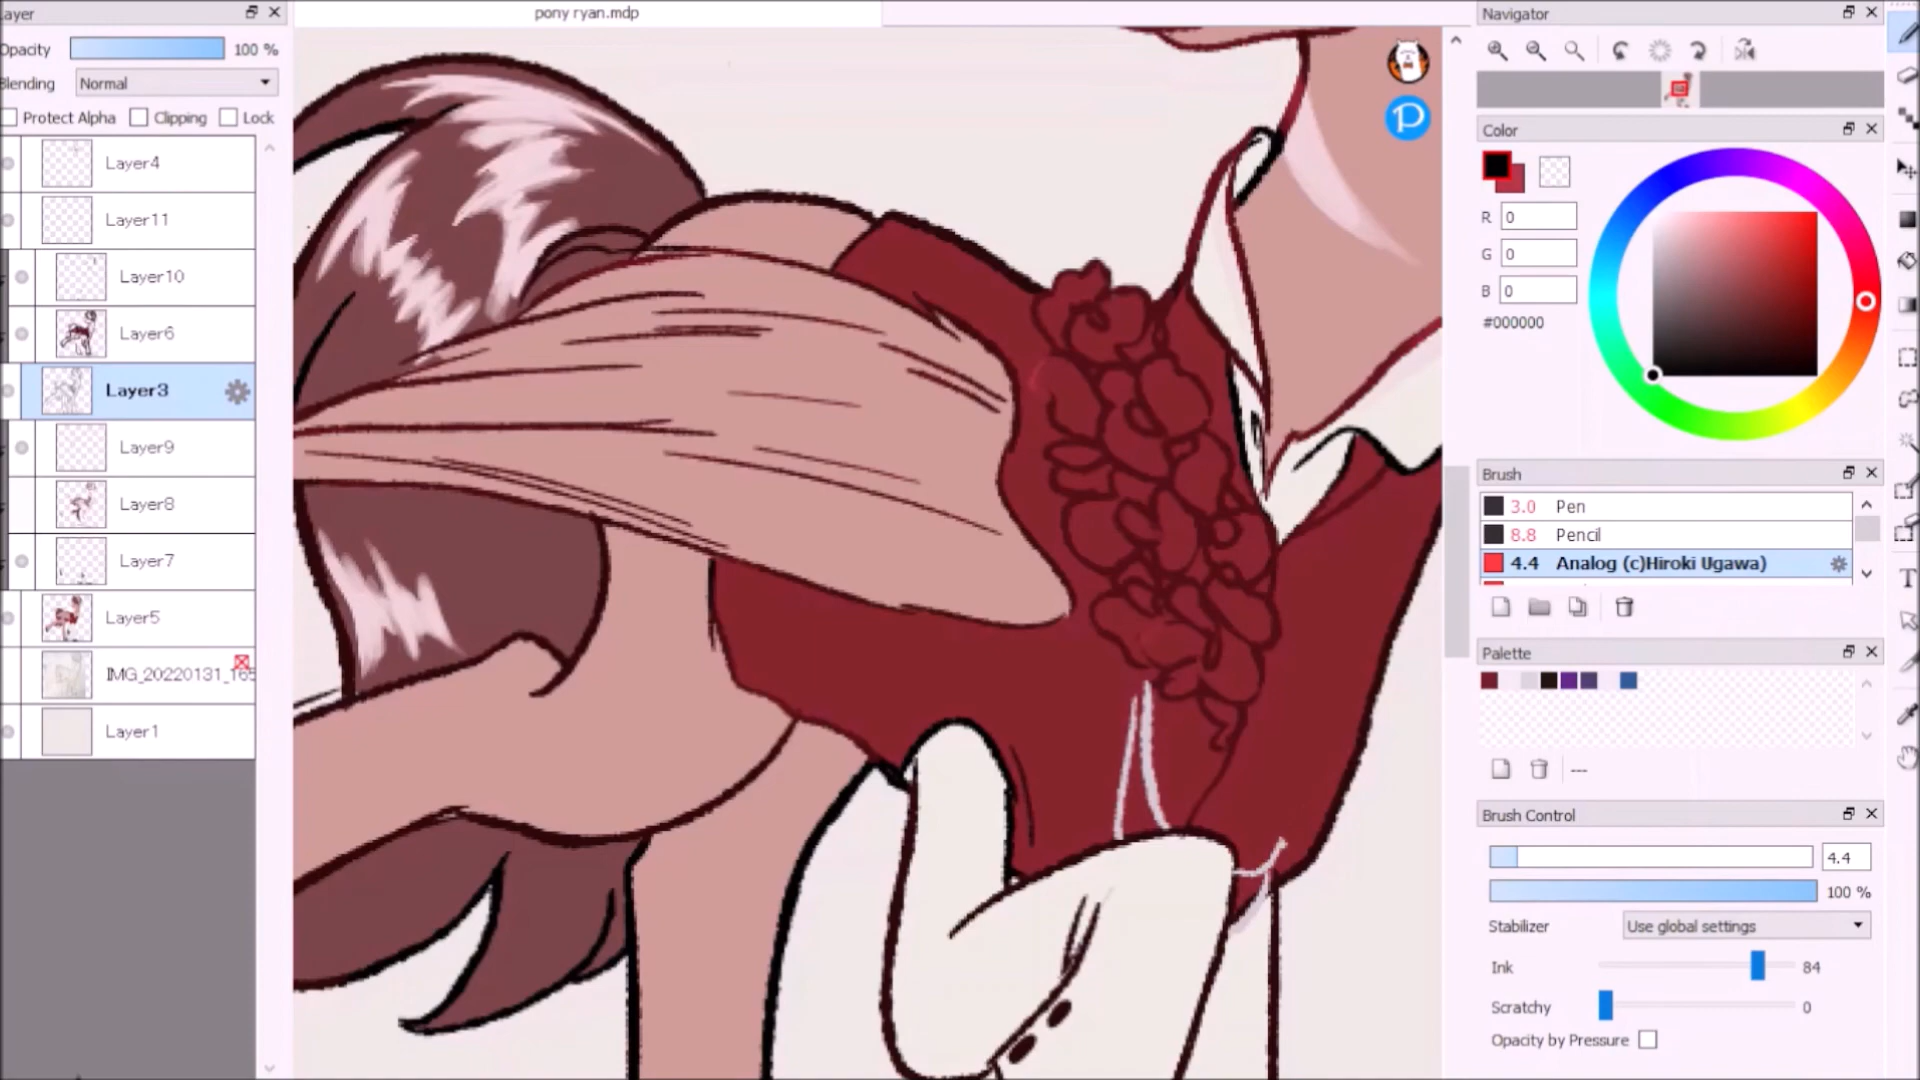 ayer
Opacity 100 %
Blending Normal
Protect Alpha Clipping Lock
Layer4
Layer11
Layer10
Layer6
Layer3
Layer9
Layer8
Layer7
Layer5
IMG_20220131_165
Layer1
pony ryan.mdp
P
Navigator
Color
R 0
G 0
B 0
#000000
Brush
3.0 Pen
8.8 Pencil
4.4 Analog (c)Hiroki Ugawa)
Palette
---
Brush Control
4.4
100 %
Stabilizer Use global settings
Ink 84
Scratchy 0
Opacity by Pressure
T